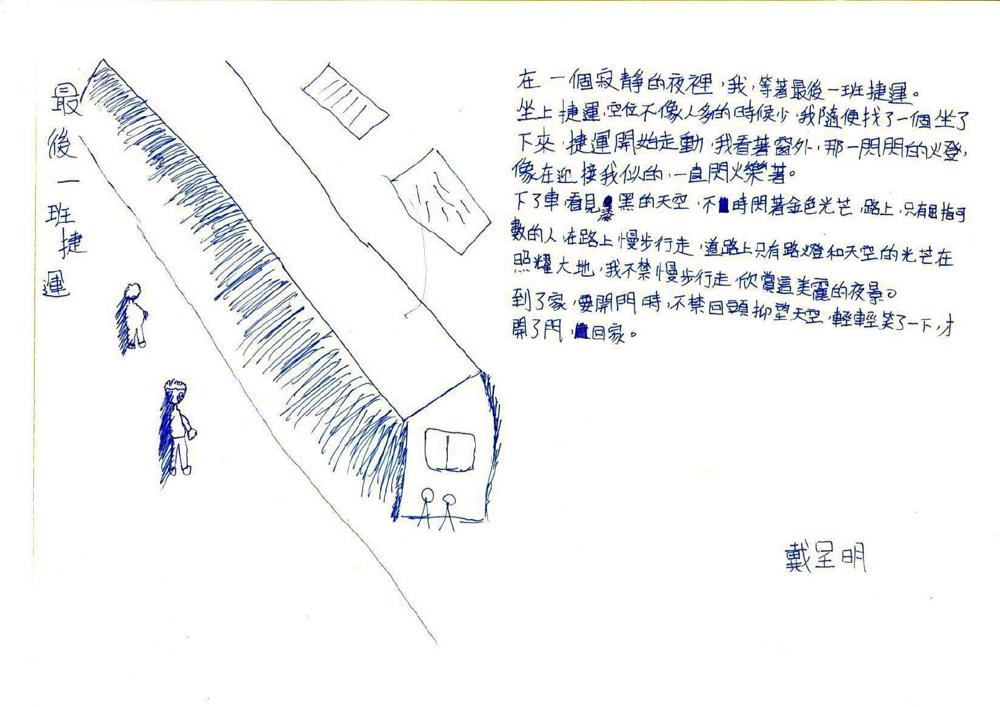 最後一班捷運
在一個寂靜的夜裡，我，等著最後一班捷運。
坐上捷運，空位不像人多的時候少，我隨便找了一個坐了
下來，捷運開始走動，我看著窗外，那一閃閃的燈，
像在迎接我似的，一直閃爍著。
下了車，看見漆黑的天空，不時閃著金色光芒，路上，只有屈指可
數的人，在路上慢步行走，道路上只有路燈和天空的光芒在
照耀大地，我不禁慢步行走，欣賞這美麗的夜景。
到了家，要開門時，不禁回頭抑望天空，輕輕笑了一下，才
開了門，回家。
戴呈明